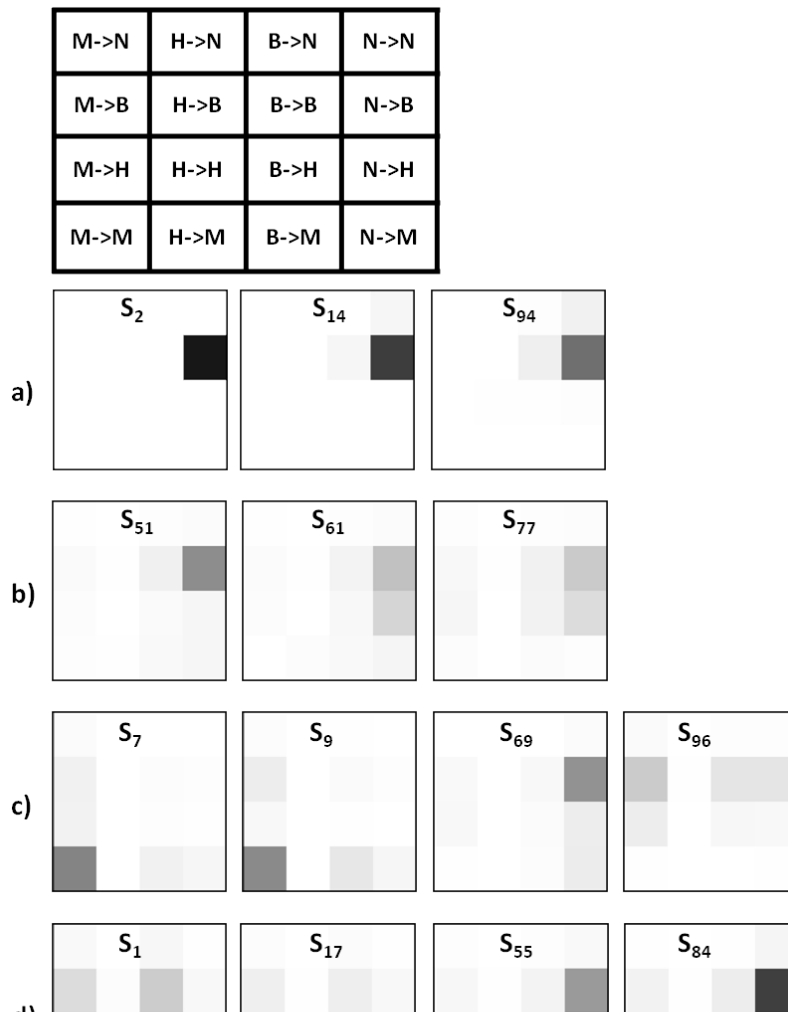 M->N H->N B->N N->N
M->B H->B B->B N->B
M->H H->H B->H N->H
M->M H->M B->M N->M
S2 S14 S94
a)
S51 S61 S77
b)
S7 S9 S69 S96
c)
S1 S17 S55 S84
d)